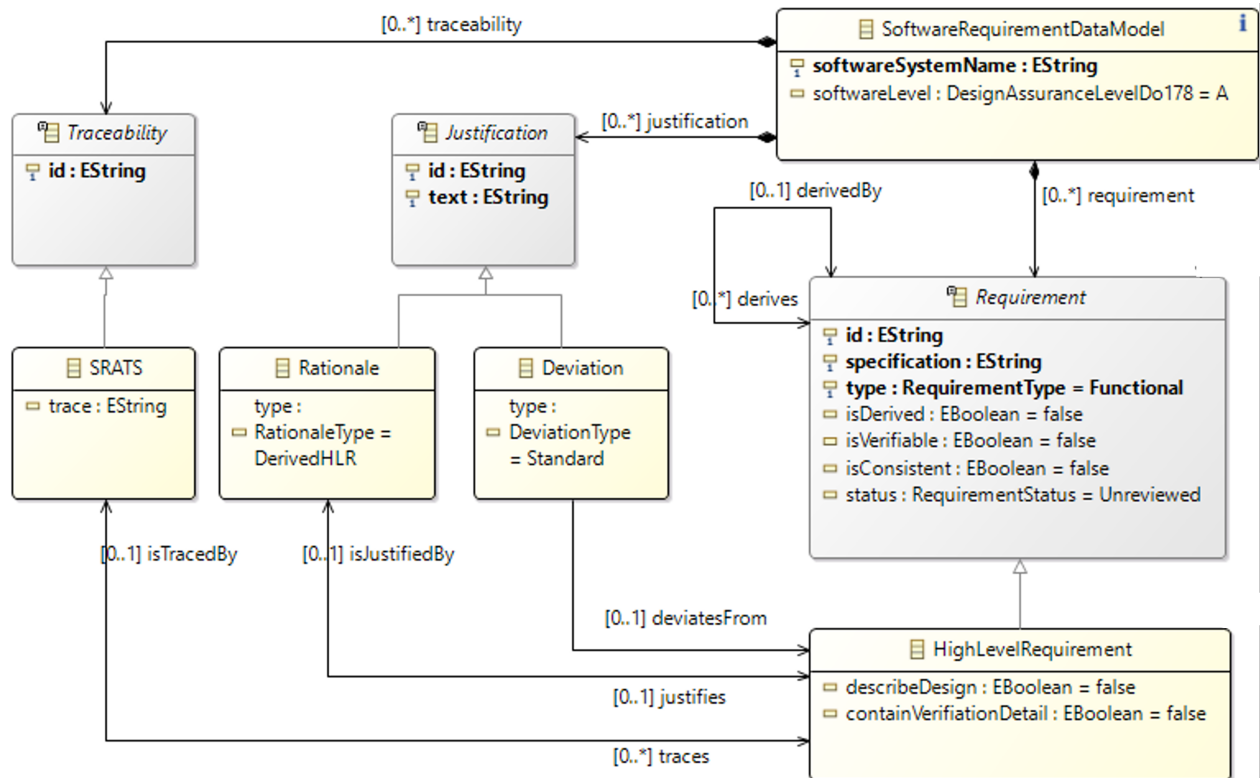 [0..*] traceability
SoftwareRequirementDataModel
softwareSystemName : EString
softwareLevel : DesignAssuranceLevelDo178 = A
[0..*] justification
Traceability
id : EString
Justification
id : EString
text : EString
[0..1] derivedBy
[0..*] requirement
[0..*] derives
Requirement
id : EString
specification : EString
type : RequirementType = Functional
isDerived : EBoolean = false
isVerifiable : EBoolean = false
isConsistent : EBoolean = false
status : RequirementStatus = Unreviewed
SRATS
trace : EString
Rationale
type :
RationaleType =
DerivedHLR
Deviation
type :
DeviationType
= Standard
[0..1] isTracedBy
[0..1] isJustifiedBy
[0..1] deviatesFrom
HighLevelRequirement
describeDesign : EBoolean = false
containVerifiationDetail : EBoolean = false
[0..1] justifies
[0..*] traces